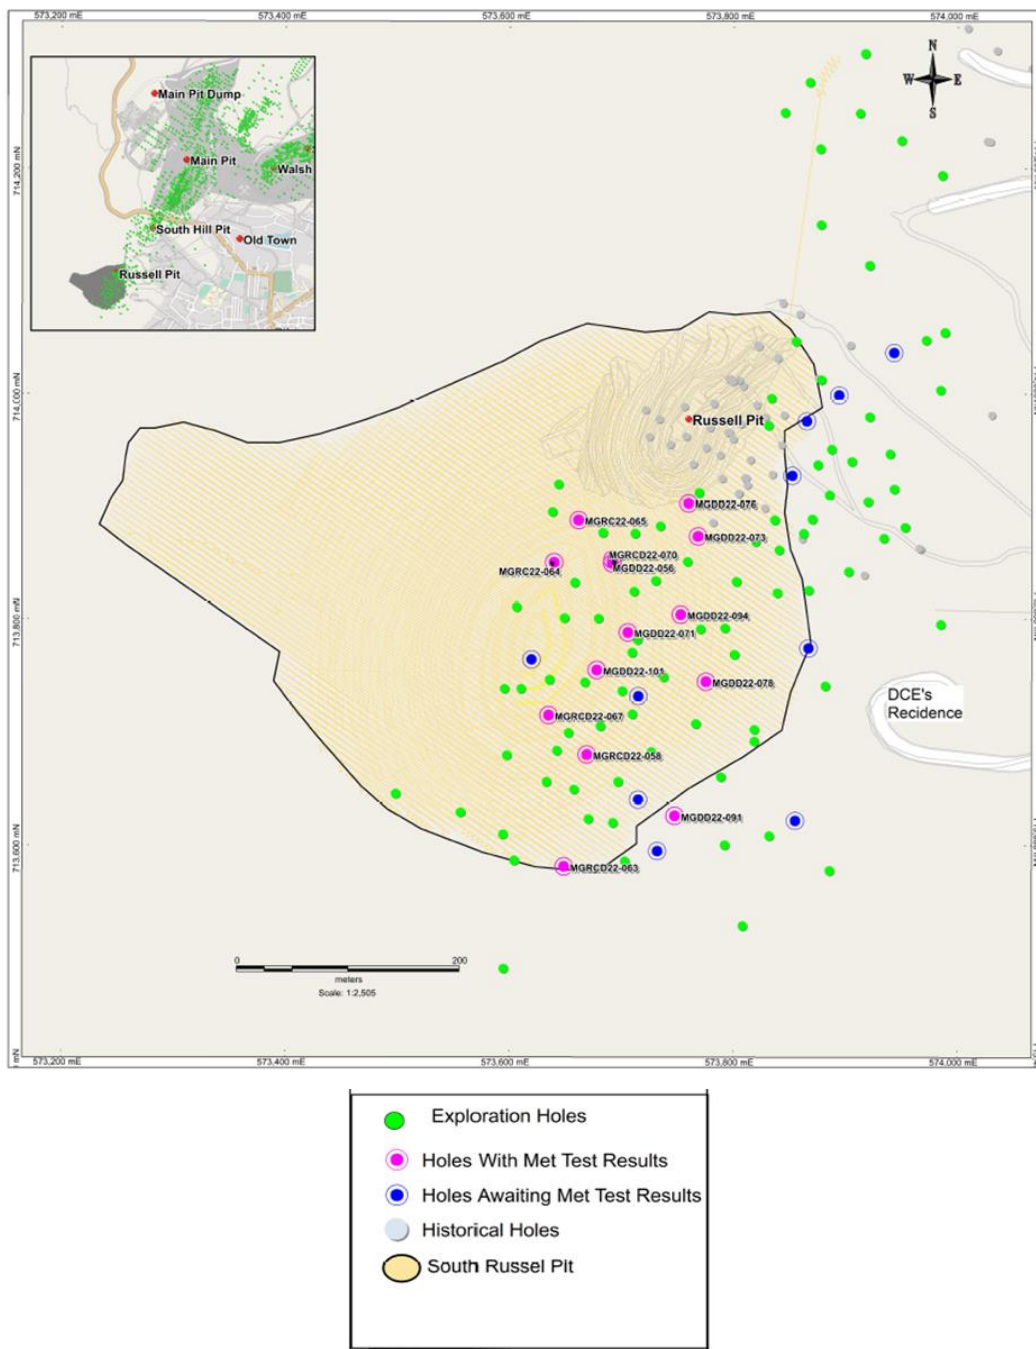 573,200 mE 573,400 mE 573,600 mE 573,800 mE 574,000 mE
N
W E
S
Main Pit Dump
Main Pit
Walsh
South Hill Pit
Old Town
Russell Pit
714,200 mN
714,000 mN
Russell Pit
MGDD22-076
MGRC22-065
MGDD22-073
MGRCD22-070
MGRC22-064
MGDD22-056
MGDD22-094
713,800 mN
MGDD22-071
MGDD22-101
MGDD22-078
DCE's
Recidence
MGRCD22-067
MGRCD22-058
MGDD22-091
713,600 mN
MGRCD22-063
0 200
meters
Scale: 1:2,505
mN
573,200 mE 573,400 mE 573,600 mE 573,800 mE 574,000 mE
Exploration Holes
Holes With Met Test Results
Holes Awaiting Met Test Results
Historical Holes
South Russel Pit